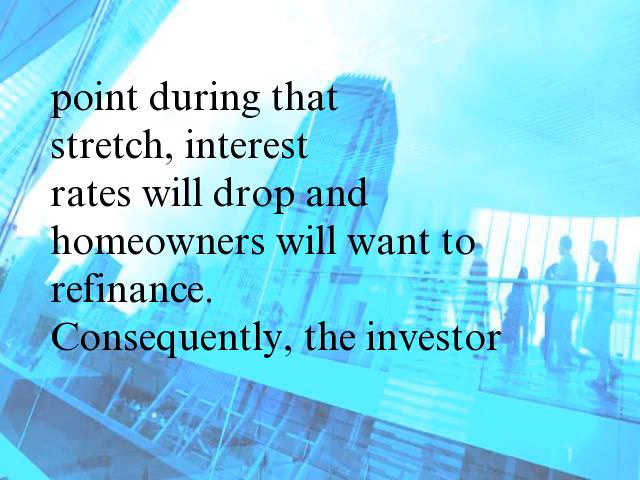 point during that
stretch, interest
rates will drop and
homeowners will want to
refinance.
Consequently, the investor